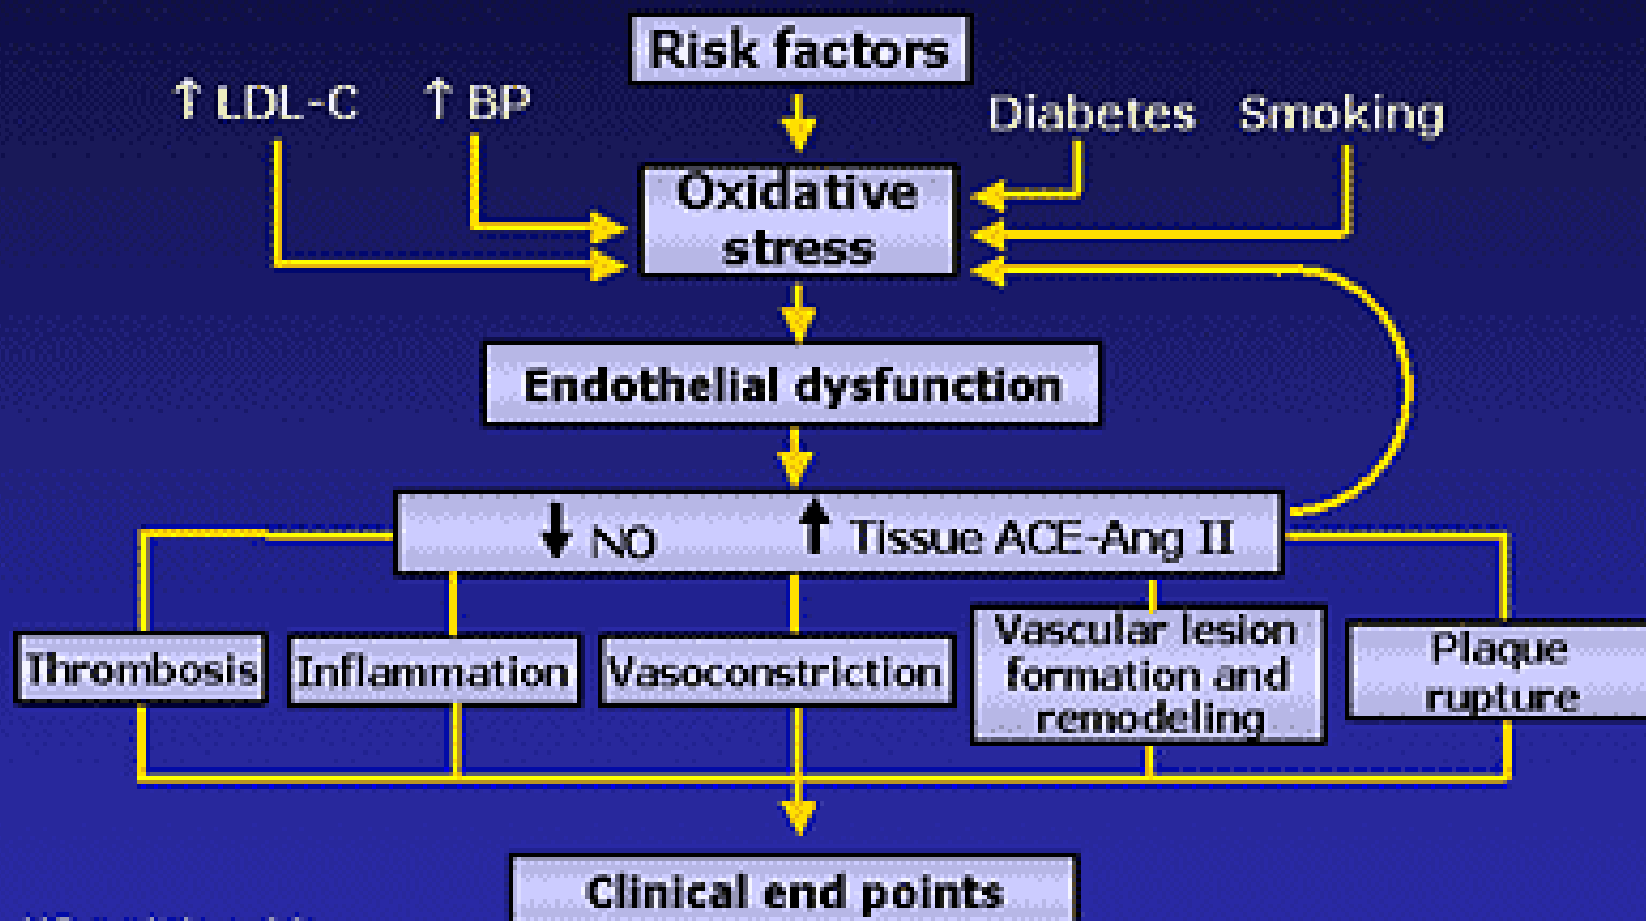 Risk factors
↑ LDL-C
↑ BP
Diabetes
Smoking
Oxidative
stress
Endothelial dysfunction
↓ NO ↑ Tissue ACE-Ang II
Thrombosis
Inflammation
Vasoconstriction
Vascular lesion
formation and
remodeling
Plaque
rupture
Clinical end points